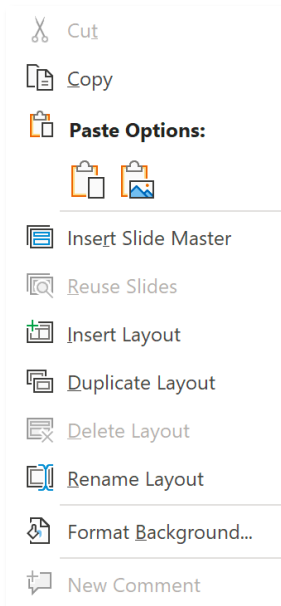 Cut
Copy
Paste Options:
Insert Slide Master
Reuse Slides
Insert Layout
Duplicate Layout
Delete Layout
Rename Layout
Format Background...
New Comment